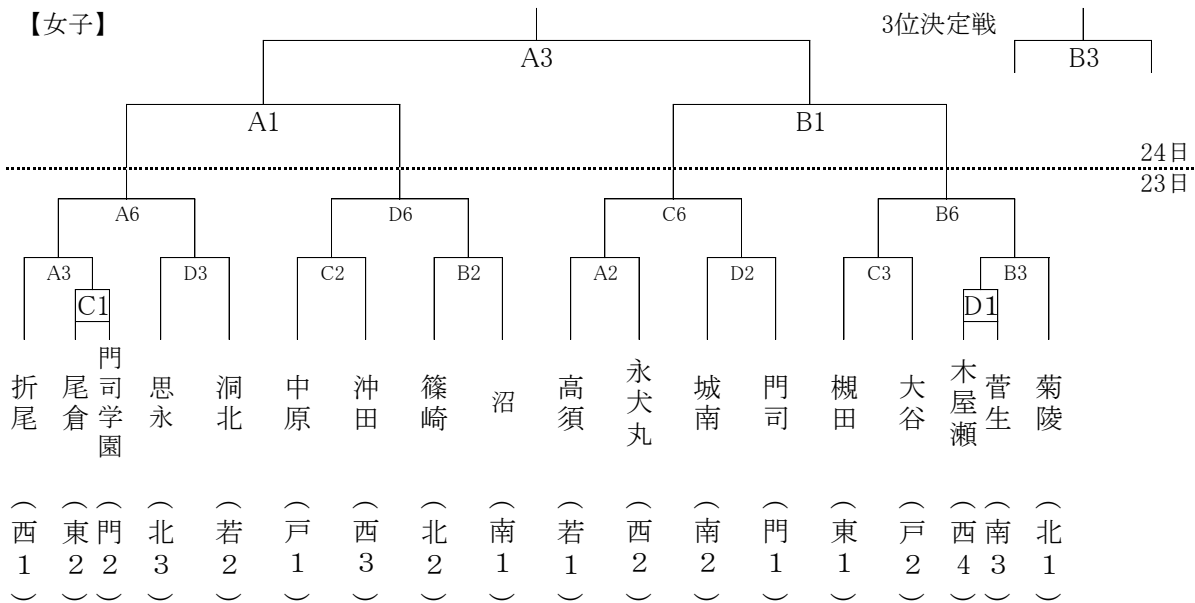 【女子】
3位決定戦
A3
B3
A1
B1
24日
23日
A6
D6
C6
B6
A3
D3
C2
B2
A2
D2
C3
B3
C1
D1
折尾
尾倉
門司学園
思永
洞北
中原
沖田
篠崎
沼
高須
永犬丸
城南
門司
槻田
大谷
木屋瀬
菅生
菊陵
（西1）
（東2）
（門2）
（北3）
（若2）
（戸1）
（西3）
（北2）
（南1）
（若1）
（西2）
（南2）
（門1）
（東1）
（戸2）
（西4）
（南3）
（北1）